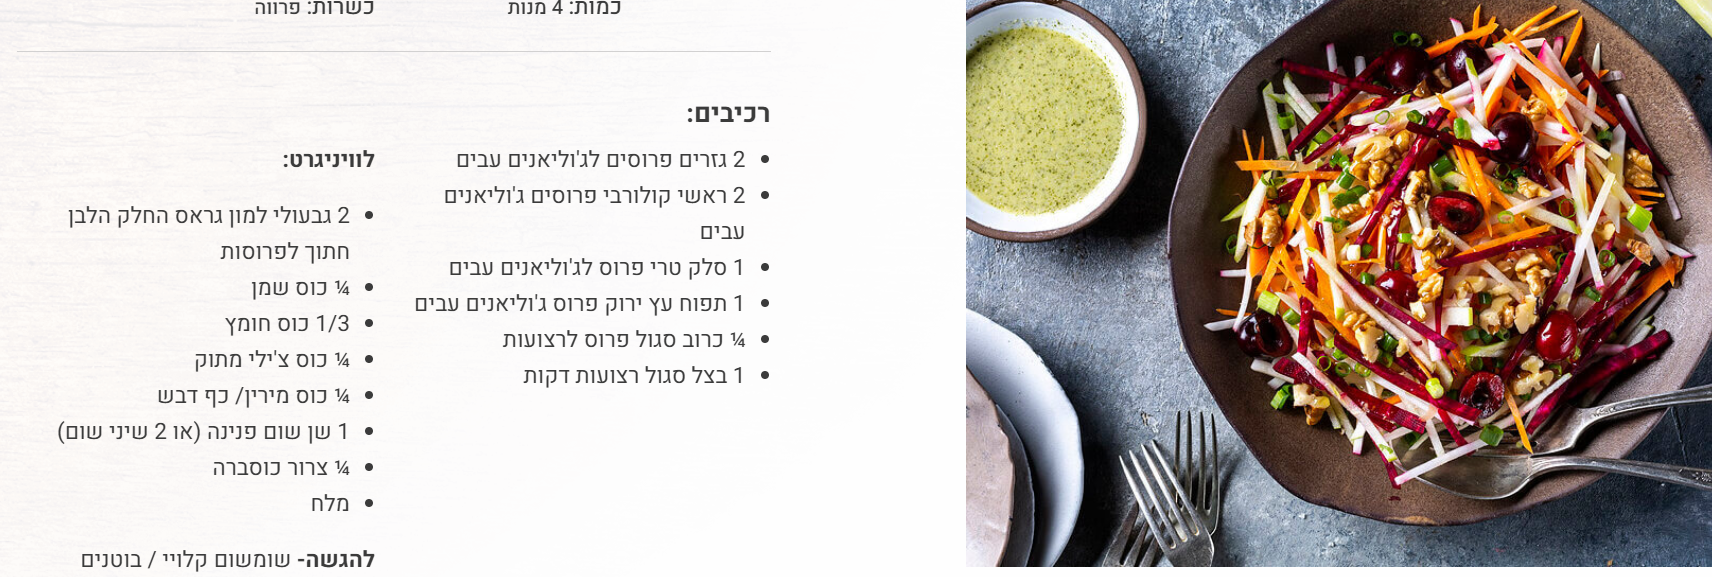 כשרות: פרווה
כמות: 4 מנות
רכיבים:
2 גזרים פרוסים לג'וליאנים עבים
2 ראשי קולורבי פרוסים ג'וליאנים
עבים
1 סלק טרי פרוס לג'וליאנים עבים
1 תפוח עץ ירוק פרוס ג'וליאנים עבים
¼ כרוב סגול פרוס לרצועות
1 בצל סגול רצועות דקות
לוויניגרט:
2 גבעולי למון גראס החלק הלבן
חתוך לפרוסות
¼ כוס שמן
1/3 כוס חומץ
¼ כוס צ'ילי מתוק
¼ כוס מירין/ כף דבש
1 שן שום פנינה (או 2 שיני שום)
¼ צרור כוסברה
מלח
להגשה- שומשום קלויי / בוטנים